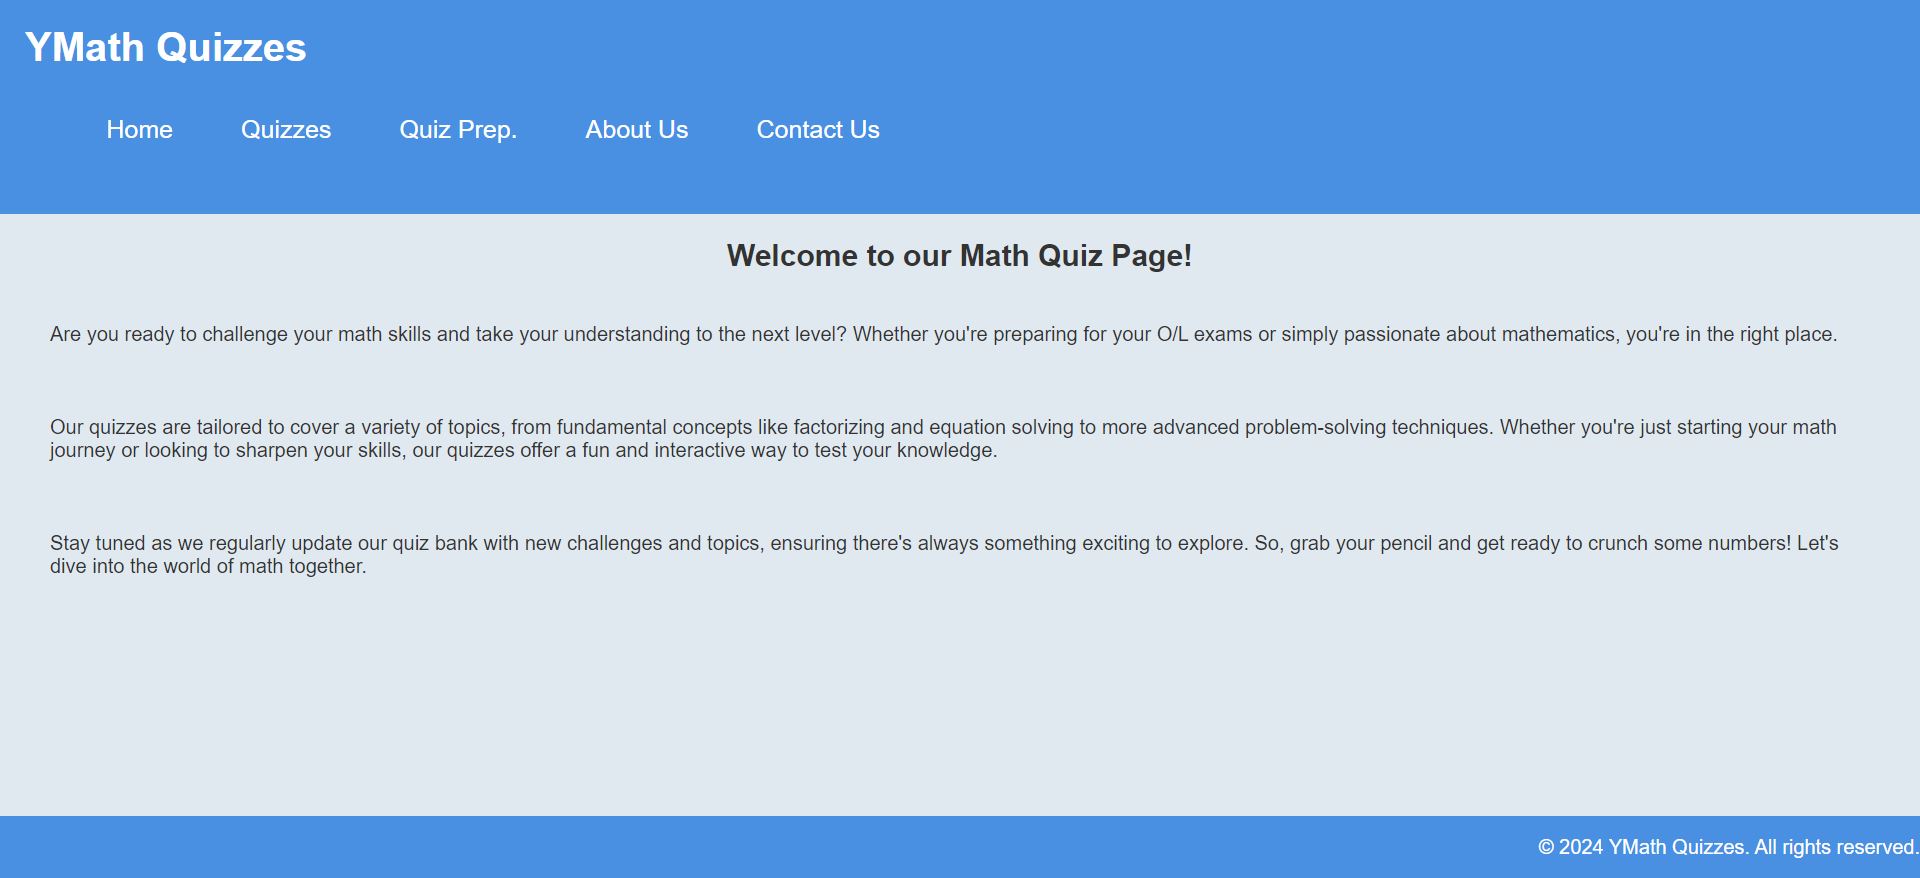 YMath Quizzes
Home Quizzes Quiz Prep. About Us Contact Us
Welcome to our Math Quiz Page!
Are you ready to challenge your math skills and take your understanding to the next level? Whether you're preparing for your O/L exams or simply passionate about mathematics, you're in the right place.
Our quizzes are tailored to cover a variety of topics, from fundamental concepts like factorizing and equation solving to more advanced problem-solving techniques. Whether you're just starting your math
journey or looking to sharpen your skills, our quizzes offer a fun and interactive way to test your knowledge.
Stay tuned as we regularly update our quiz bank with new challenges and topics, ensuring there's always something exciting to explore. So, grab your pencil and get ready to crunch some numbers! Let's
dive into the world of math together.
© 2024 YMath Quizzes. All rights reserved.